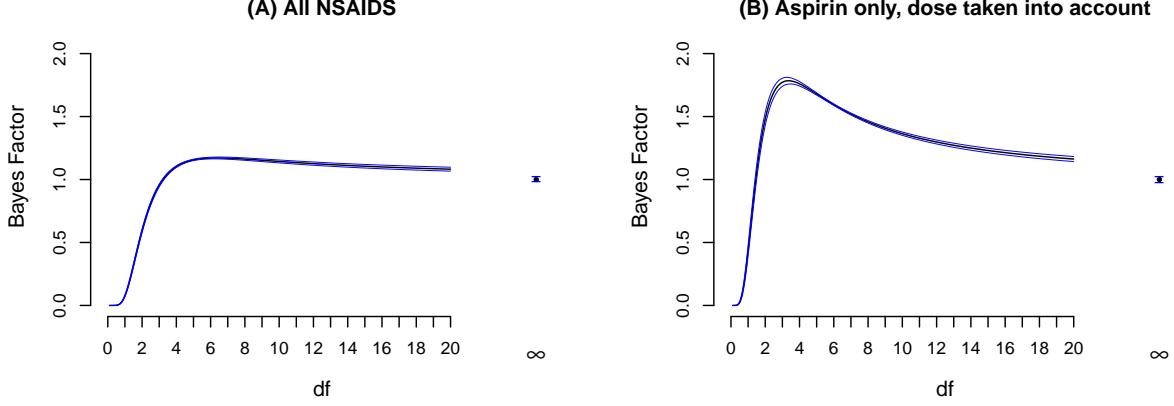 (A) All NSAIDS
Bayes Factor
2.0
1.5
1.0
0.5
0.0
0 2 4 6 8 10 12 14 16 18 20 ∞
df
(B) Aspirin only, dose taken into account
Bayes Factor
2.0
1.5
1.0
0.5
0.0
0 2 4 6 8 10 12 14 16 18 20 ∞
df